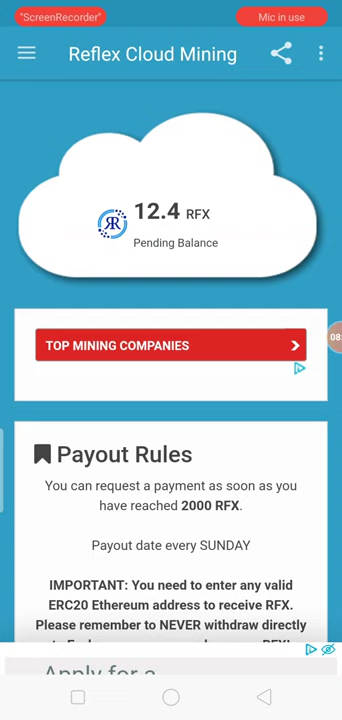 "ScreenRecorder"
Mic in use
Reflex Cloud Mining
12.4 RFX
Pending Balance
TOP MINING COMPANIES
08
Payout Rules
You can request a payment as soon as you
have reached 2000 RFX.
Payout date every SUNDAY
IMPORTANT: You need to enter any valid
ERC20 Ethereum address to receive RFX.
Please remember to NEVER withdraw directly
Apply for a